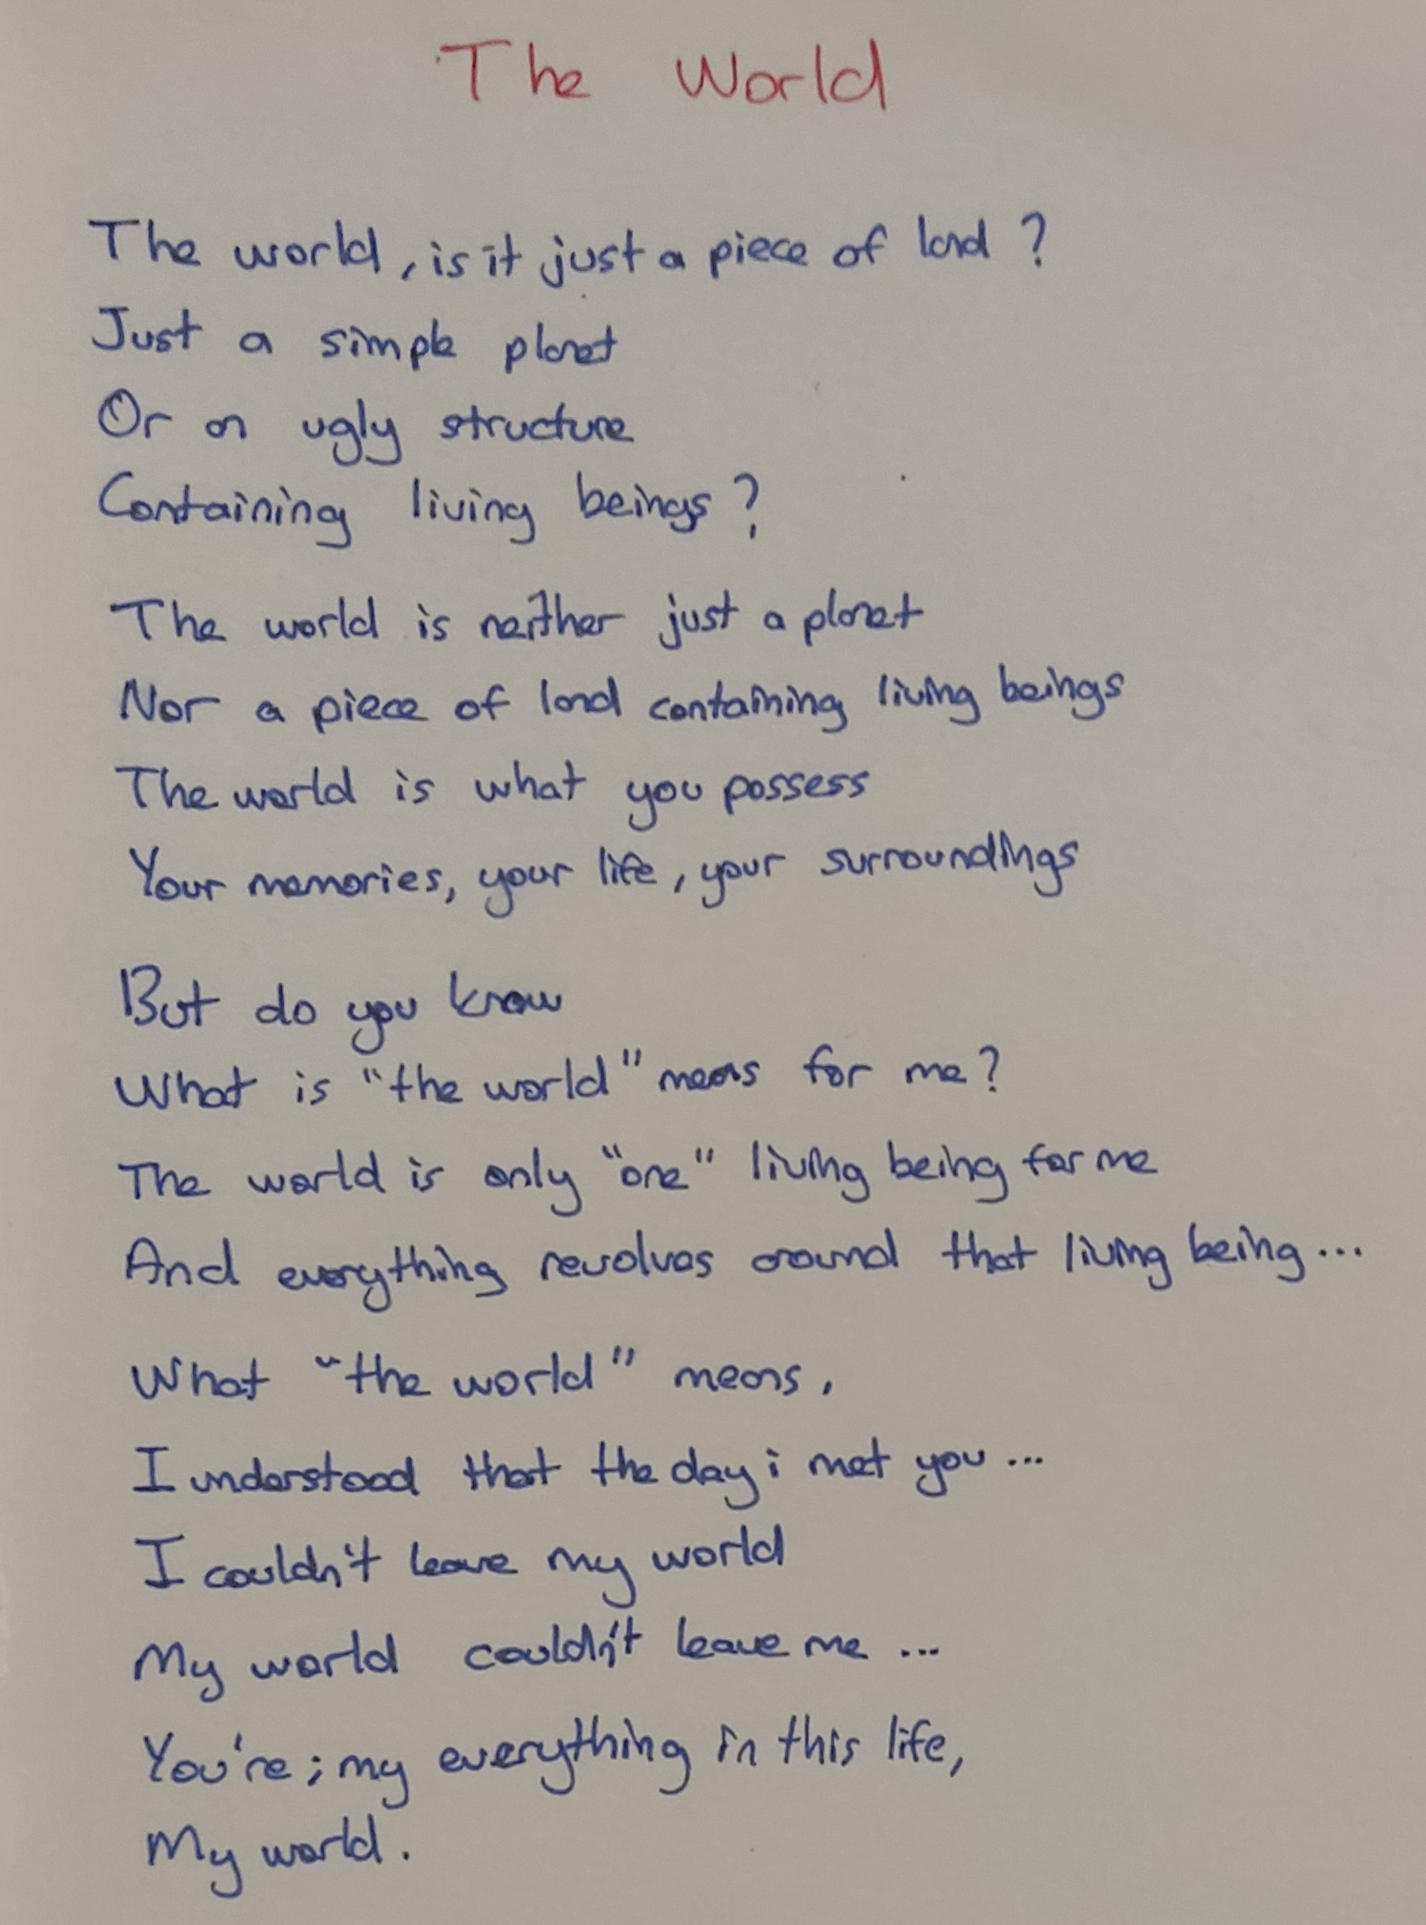 The World
The world, is it just a piece of land ?
Just a simple planet
Or an ugly structure
Containing living beings ?
The world is neither just a planet
Nor a piece of land containing living beings
The world is what you possess
Your memories, your life, your surroundings
But do you know
What is "the world" means for me?
The world is only "one" living being for me
And everything revolves around that living being...
What "the world" means,
I understood that the day i met you...
I couldn't leave my world
My world couldn't leave me ...
You're; my everything in this life,
My world.